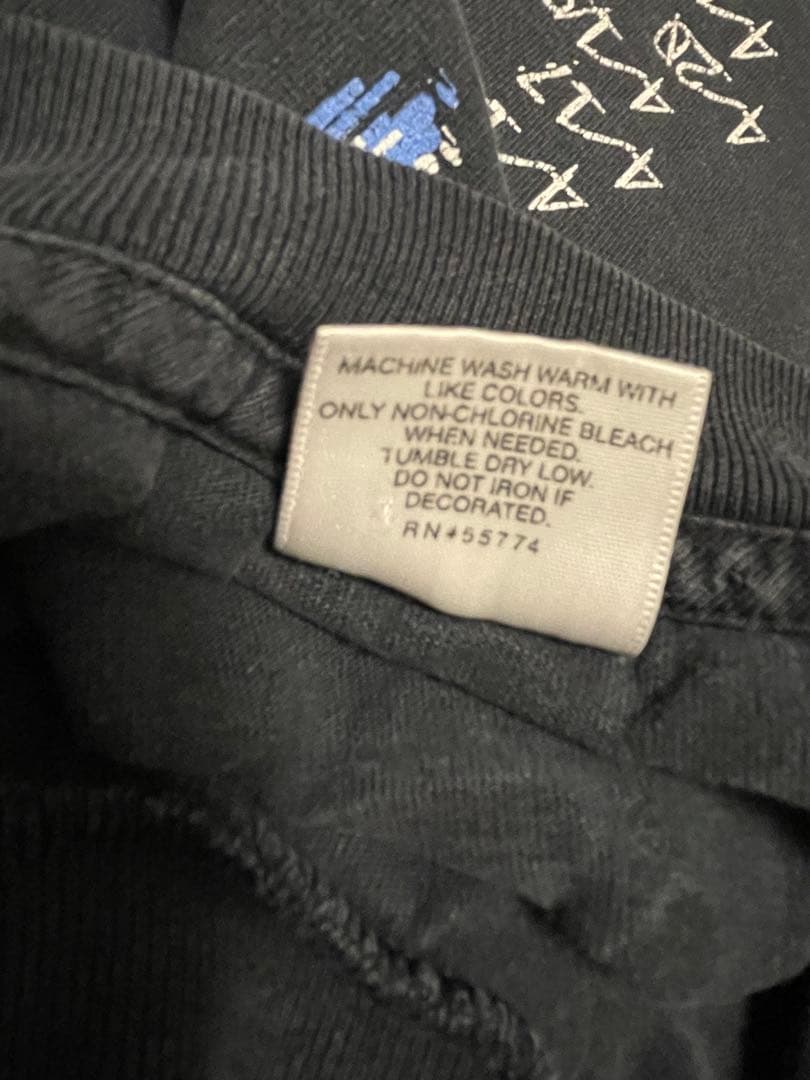 MACHINE WASH WARM WITH
LIKE COLORS.
ONLY NON-CHLORINE BLEACH
WHEN NEEDED.
TUMBLE DRY LOW.
DO NOT IRON IF
DECORATED.
RN#55774